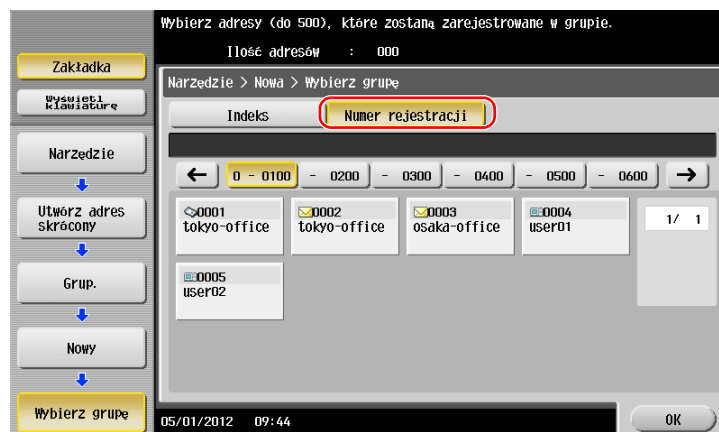 Wybierz adresy (do 500), które zostaną zarejestrowane w grupie.
Ilość adresów : 000
Zakładka
Wyświetl
klawiaturę
Narzędzie
Utwórz adres
skrócony
Grup.
Nowy
Wybierz grupę
Narzędzie > Nowa > Wybierz grupę
Indeks
Numer rejestracji
← 0 - 0100 - 0200 - 0300 - 0400 - 0500 - 0600 →
0001
tokyo-office
0002
tokyo-office
0003
osaka-office
0004
user01
1/ 1
0005
user02
05/01/2012 09:44
OK